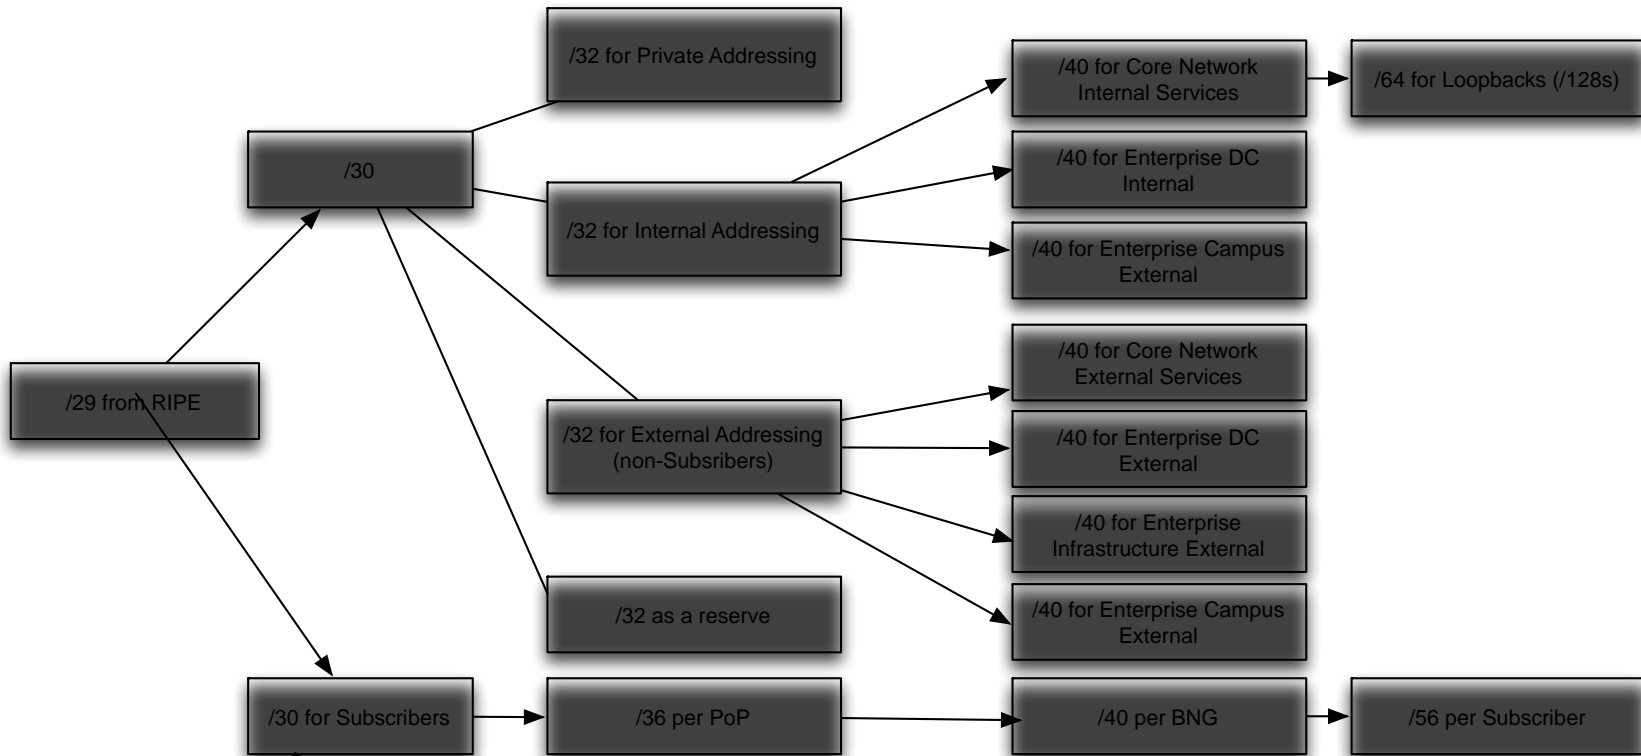 /32 for Private Addressing
/40 for Core Network
Internal Services
/64 for Loopbacks (/128s)
/30
/40 for Enterprise DC
Internal
/32 for Internal Addressing
/40 for Enterprise Campus
External
/40 for Core Network
External Services
/29 from RIPE
/32 for External Addressing
(non-Subsribers)
/40 for Enterprise DC
External
/40 for Enterprise
Infrastructure External
/32 as a reserve
/40 for Enterprise Campus
External
/30 for Subscribers
/36 per PoP
/40 per BNG
/56 per Subscriber